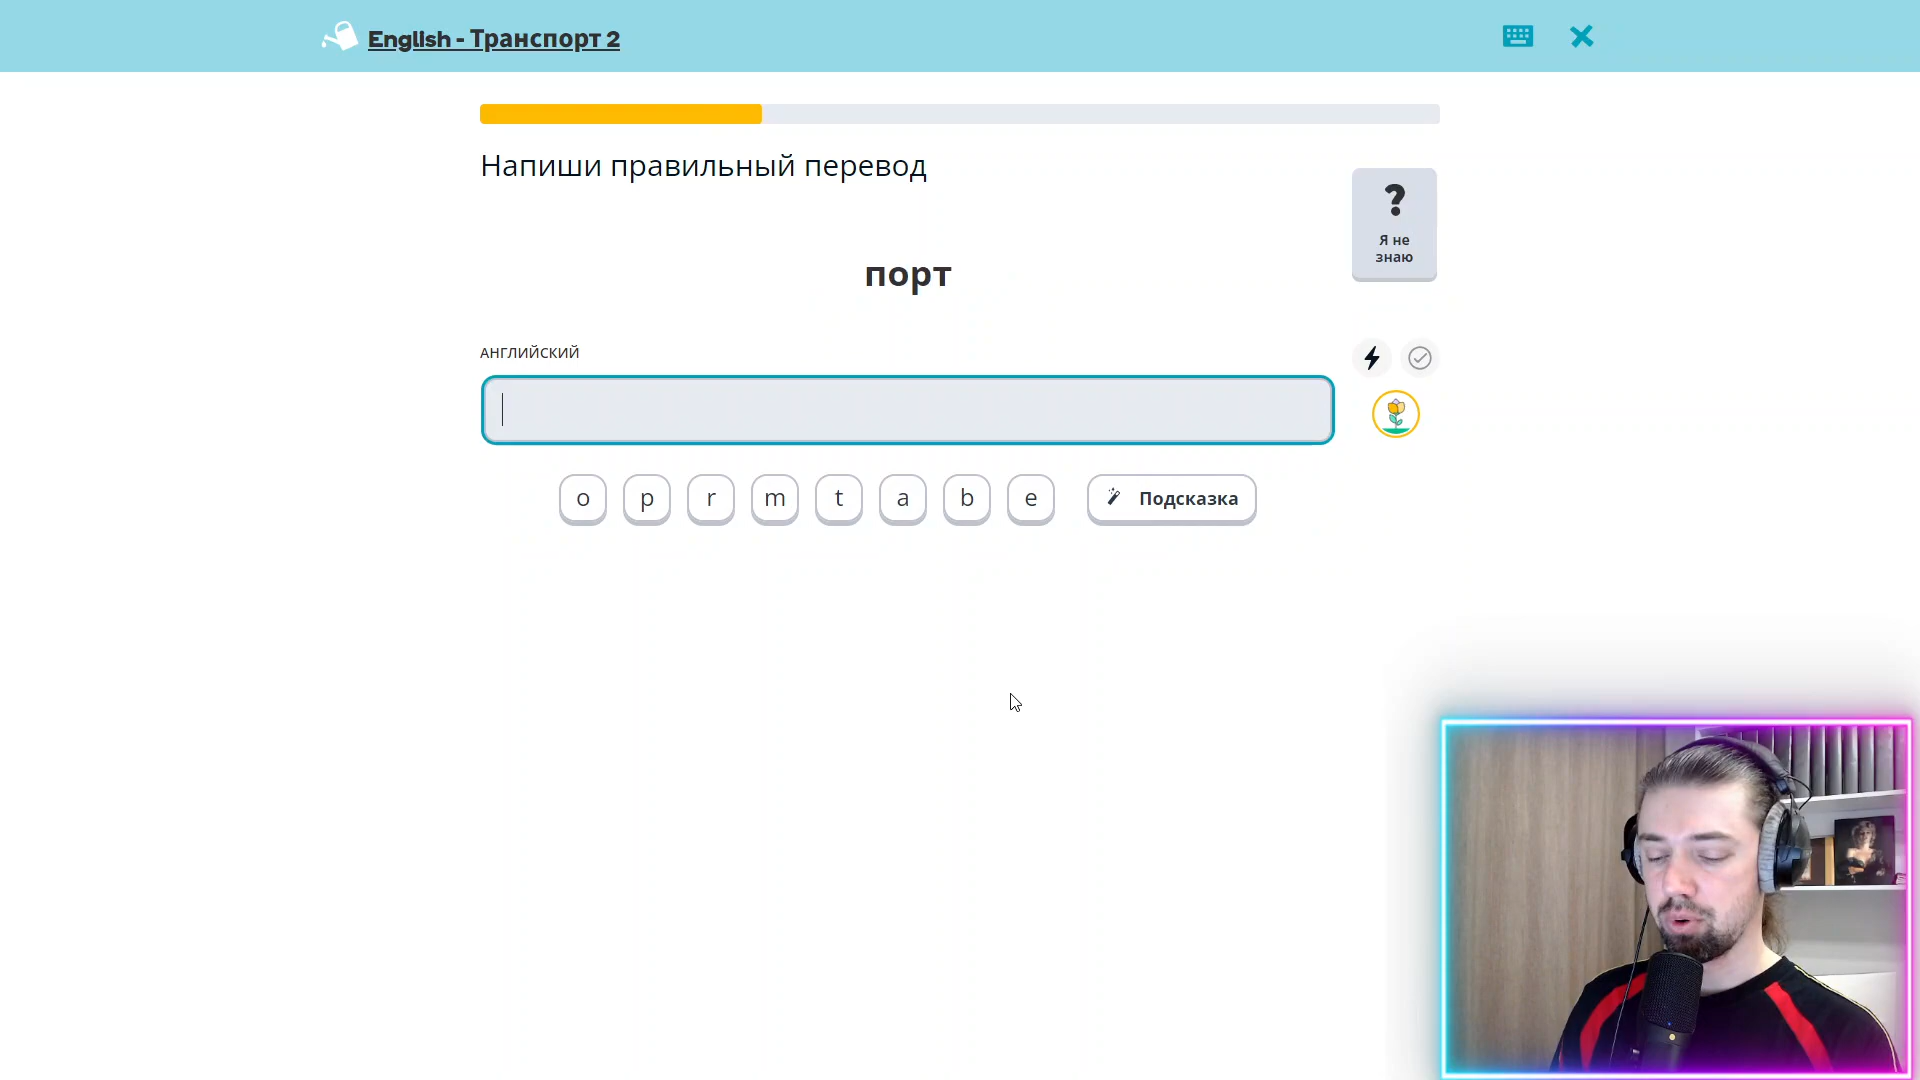 English - Транспорт 2
Напиши правильный перевод
?
Я не
знаю
порт
АНГЛИЙСКИЙ
o p r m t a b e Подсказка